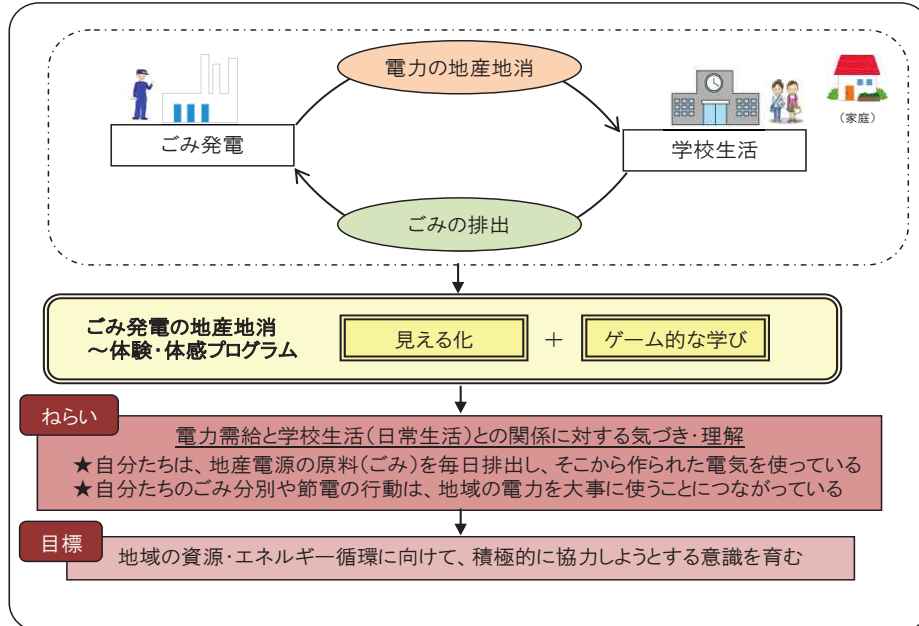 電力の地産地消
(家庭)
ごみ発電
学校生活
ごみの排出
ごみ発電の地産地消
～体験・体感プログラム
見える化
＋
ゲーム的な学び
ねらい
電力需給と学校生活(日常生活)との関係に対する気づき・理解
★自分たちは、地産電源の原料(ごみ)を毎日排出し、そこから作られた電気を使っている
★自分たちのごみ分別や節電の行動は、地域の電力を大事に使うことにつながっている
目標
地域の資源・エネルギー循環に向けて、積極的に協力しようとする意識を育む